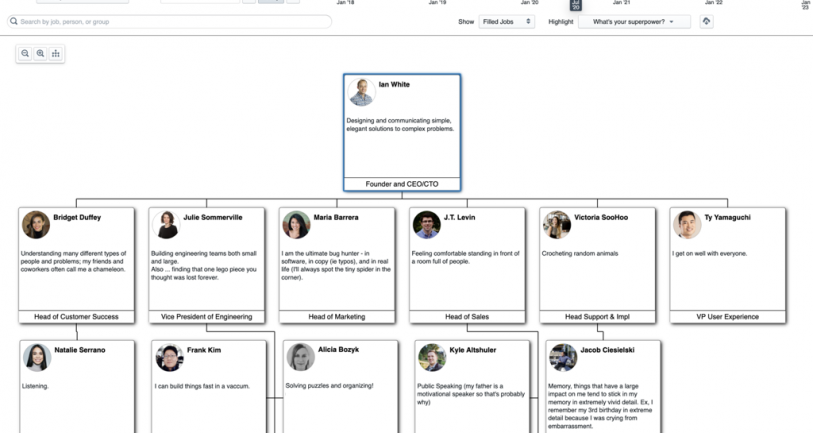 Jan '18
Jan '19
Jan '20
Jul
'20
Jan '21
Jan '22
Jan
'23
Search by job, person, or group
Show
Filled Jobs
Highlight
What's your superpower?
Ian White
Designing and communicating simple,
elegant solutions to complex problems.
Founder and CEO/CTO
Bridget Duffey
Understanding many different types of
people and problems; my friends and
coworkers often call me a chameleon.
Head of Customer Success
Julie Sommerville
Building engineering teams both small
and large.
Also ... finding that one lego piece you
thought was lost forever.
Vice President of Engineering
Maria Barrera
I am the ultimate bug hunter - in
software, in copy (ie typos), and in real
life (I'll always spot the tiny spider in the
corner).
Head of Marketing
J.T. Levin
Feeling comfortable standing in front of
a room full of people.
Head of Sales
Victoria SooHoo
Crocheting random animals
Head Support & Impl
Ty Yamaguchi
I get on well with everyone.
VP User Experience
Natalie Serrano
Listening.
Frank Kim
I can build things fast in a vaccum.
Alicia Bozyk
Solving puzzles and organizing!
Kyle Altshuler
Public Speaking (my father is a
motivational speaker so that's probably
why)
Jacob Ciesielski
Memory, things that have a large
impact on me tend to stick in my
memory in extremely vivid detail. Ex, I
remember my 3rd birthday in extreme
detail because I was crying from
embarrassment.